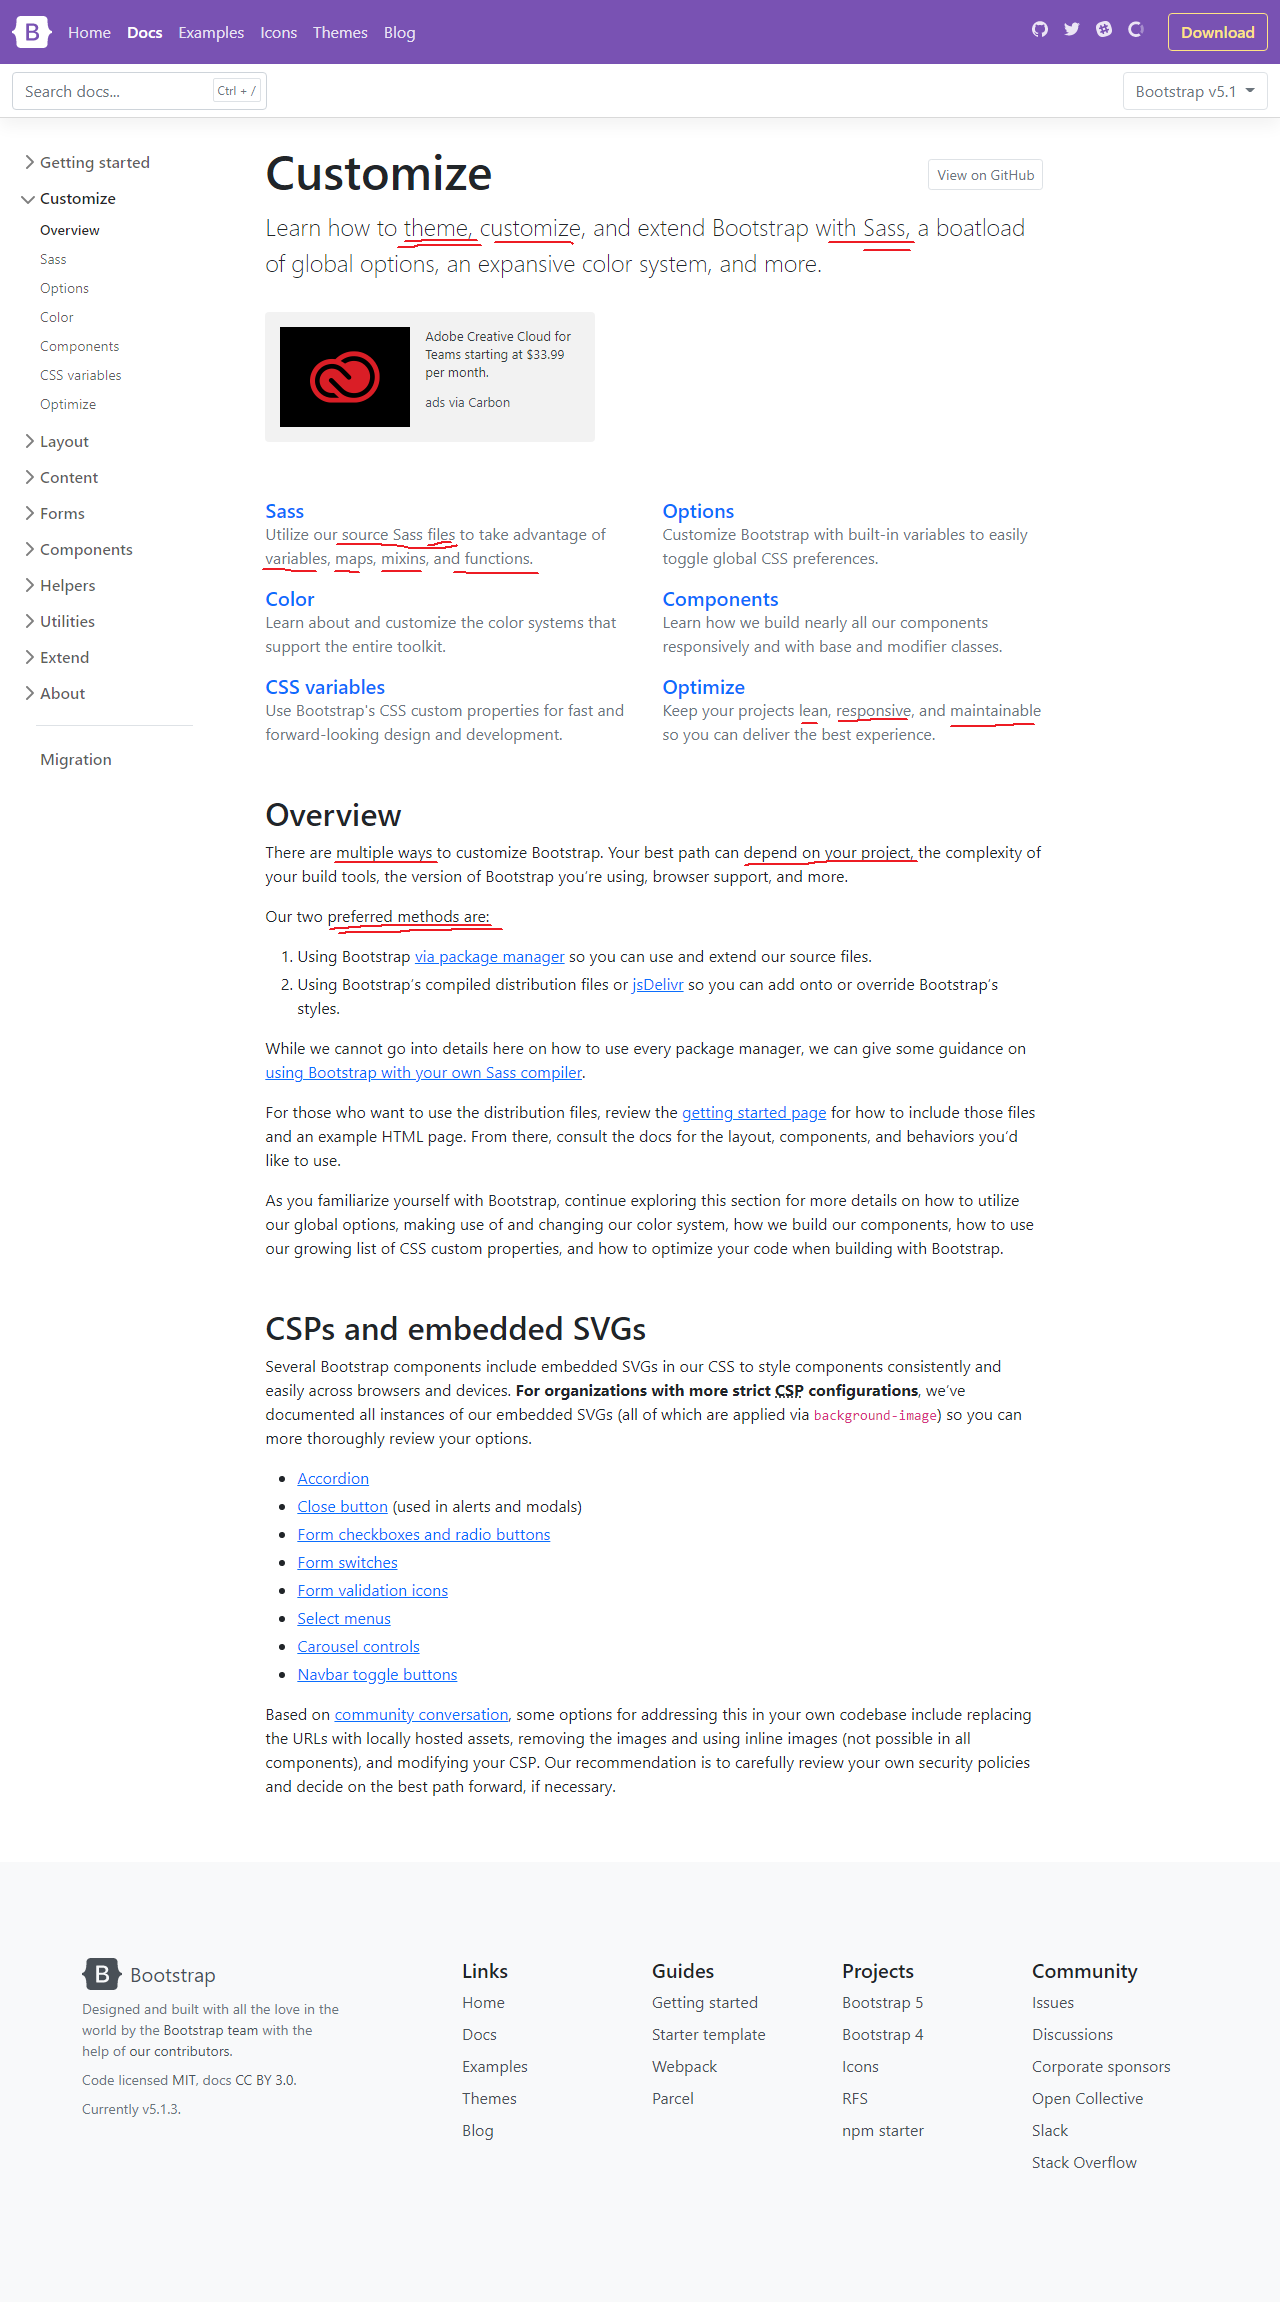 B Home Docs Examples Icons Themes Blog Download
Search docs... Ctrl + / Bootstrap v5.1
Getting started
Customize
Overview
Sass
Options
Color
Components
CSS variables
Optimize
Layout
Content
Forms
Components
Helpers
Utilities
Extend
About
Migration
Customize
View on GitHub
Learn how to theme, customize, and extend Bootstrap with Sass, a boatload
of global options, an expansive color system, and more.
Adobe Creative Cloud for
Teams starting at $33.99
per month.
ads via Carbon
Sass
Utilize our source Sass files to take advantage of
variables, maps, mixins, and functions.
Options
Customize Bootstrap with built-in variables to easily
toggle global CSS preferences.
Color
Learn about and customize the color systems that
support the entire toolkit.
Components
Learn how we build nearly all our components
responsively and with base and modifier classes.
CSS variables
Use Bootstrap's CSS custom properties for fast and
forward-looking design and development.
Optimize
Keep your projects lean, responsive, and maintainable
so you can deliver the best experience.
Overview
There are multiple ways to customize Bootstrap. Your best path can depend on your project, the complexity of
your build tools, the version of Bootstrap you’re using, browser support, and more.
Our two preferred methods are:
1. Using Bootstrap via package manager so you can use and extend our source files.
2. Using Bootstrap’s compiled distribution files or jsDelivr so you can add onto or override Bootstrap’s
styles.
While we cannot go into details here on how to use every package manager, we can give some guidance on
using Bootstrap with your own Sass compiler.
For those who want to use the distribution files, review the getting started page for how to include those files
and an example HTML page. From there, consult the docs for the layout, components, and behaviors you’d
like to use.
As you familiarize yourself with Bootstrap, continue exploring this section for more details on how to utilize
our global options, making use of and changing our color system, how we build our components, how to use
our growing list of CSS custom properties, and how to optimize your code when building with Bootstrap.
CSPs and embedded SVGs
Several Bootstrap components include embedded SVGs in our CSS to style components consistently and
easily across browsers and devices. For organizations with more strict CSP configurations, we’ve
documented all instances of our embedded SVGs (all of which are applied via background-image) so you can
more thoroughly review your options.
• Accordion
• Close button (used in alerts and modals)
• Form checkboxes and radio buttons
• Form switches
• Form validation icons
• Select menus
• Carousel controls
• Navbar toggle buttons
Based on community conversation, some options for addressing this in your own codebase include replacing
the URLs with locally hosted assets, removing the images and using inline images (not possible in all
components), and modifying your CSP. Our recommendation is to carefully review your own security policies
and decide on the best path forward, if necessary.
B Bootstrap
Designed and built with all the love in the
world by the Bootstrap team with the
help of our contributors.
Code licensed MIT, docs CC BY 3.0.
Currently v5.1.3.
Links
Home
Docs
Examples
Themes
Blog
Guides
Getting started
Starter template
Webpack
Parcel
Projects
Bootstrap 5
Bootstrap 4
Icons
RFS
npm starter
Community
Issues
Discussions
Corporate sponsors
Open Collective
Slack
Stack Overflow